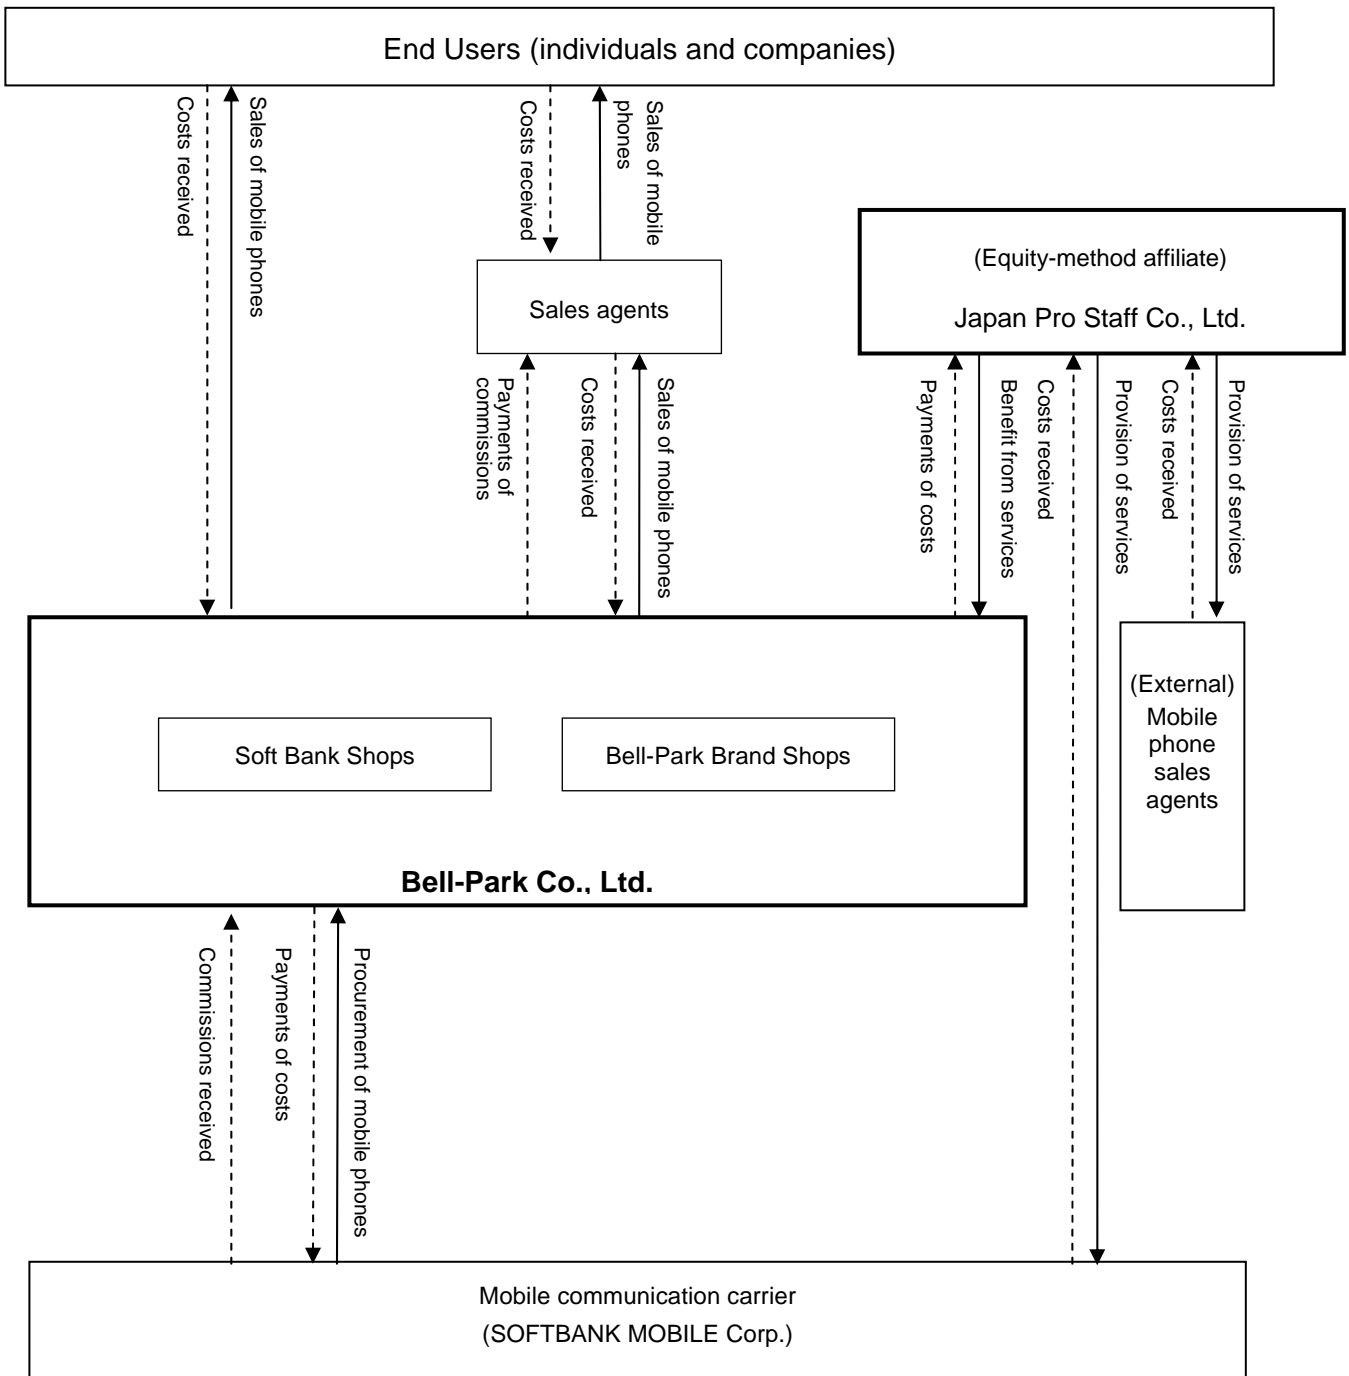 End Users (individuals and companies)
Costs received
Sales of mobile phones
Costs received
Sales of mobile
phones
(Equity-method affiliate)
Japan Pro Staff Co., Ltd.
Sales agents
Payments of
commissions
Costs received
Sales of mobile phones
Payments of costs
Benefit from services
Costs received
Provision of services
Costs received
Provision of services
(External)
Mobile
phone
sales
agents
Soft Bank Shops
Bell-Park Brand Shops
Bell-Park Co., Ltd.
Commissions received
Payments of costs
Procurement of mobile phones
Mobile communication carrier
(SOFTBANK MOBILE Corp.)